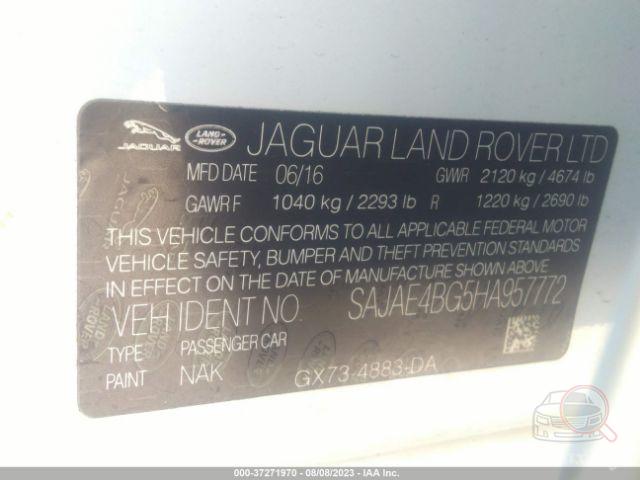 JAGUAR LAND-ROVER JAGUAR LAND ROVER LTD
MFD DATE 06/16 GWR 2120 kg / 4674 lb
GAWR F 1040 kg / 2293 lb R 1220 kg / 2690 lb
THIS VEHICLE CONFORMS TO ALL APPLICABLE FEDERAL MOTOR
VEHICLE SAFETY, BUMPER AND THEFT PREVENTION STANDARDS
IN EFFECT ON THE DATE OF MANUFACTURE SHOWN ABOVE
VEH IDENT NO. SAJAE4BG5HA957772
TYPE PASSENGER CAR
PAINT NAK GX73-4883-DA
000-37271970 - 08/08/2023 - IAA Inc.